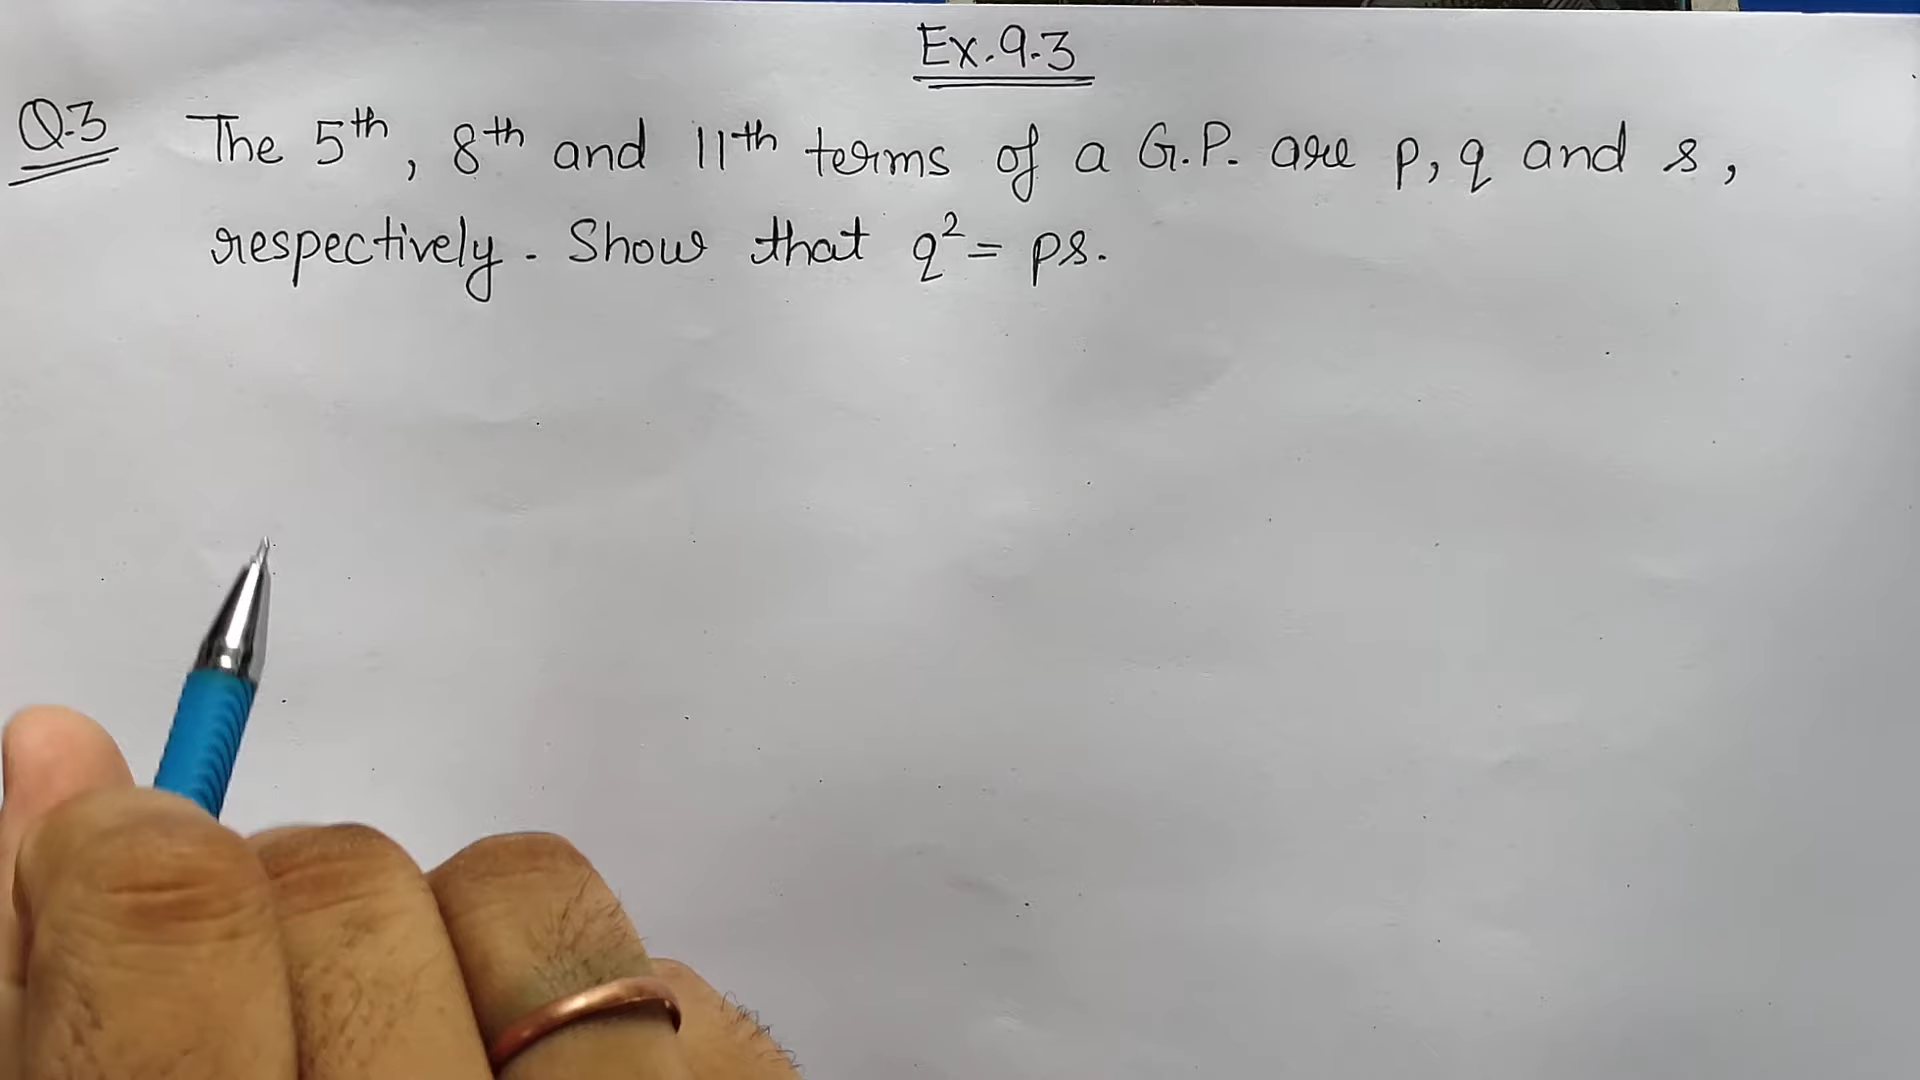 Ex.9.3
Q.3 The 5th, 8th and 11th terms of a G.P. are p, q and s,
respectively. Show that q² = ps.